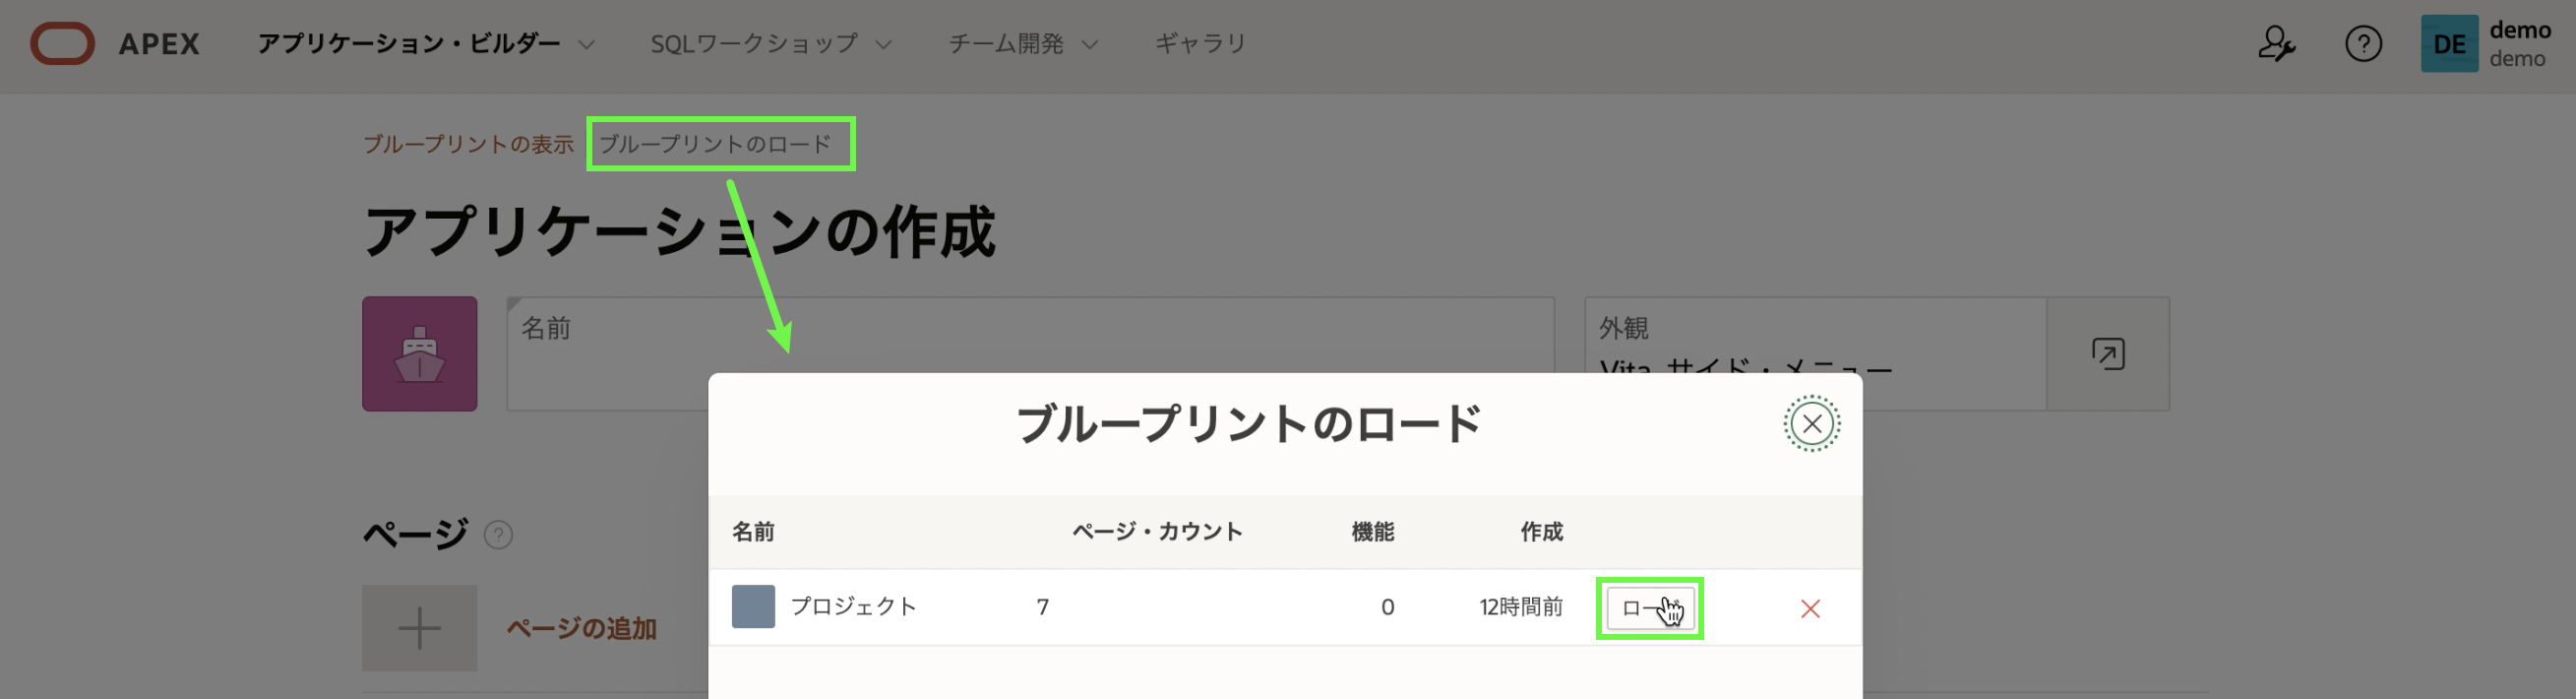 APEX アプリケーション・ビルダー SQLワークショップ チーム開発 ギャラリ ? DE demo
demo
ブループリントの表示 ブループリントのロード
アプリケーションの作成
名前 外観
Vita, サイド・メニュー
ブループリントのロード
ページ ?
名前 ページ・カウント 機能 作成
プロジェクト 7 0 12時間前
ページの追加